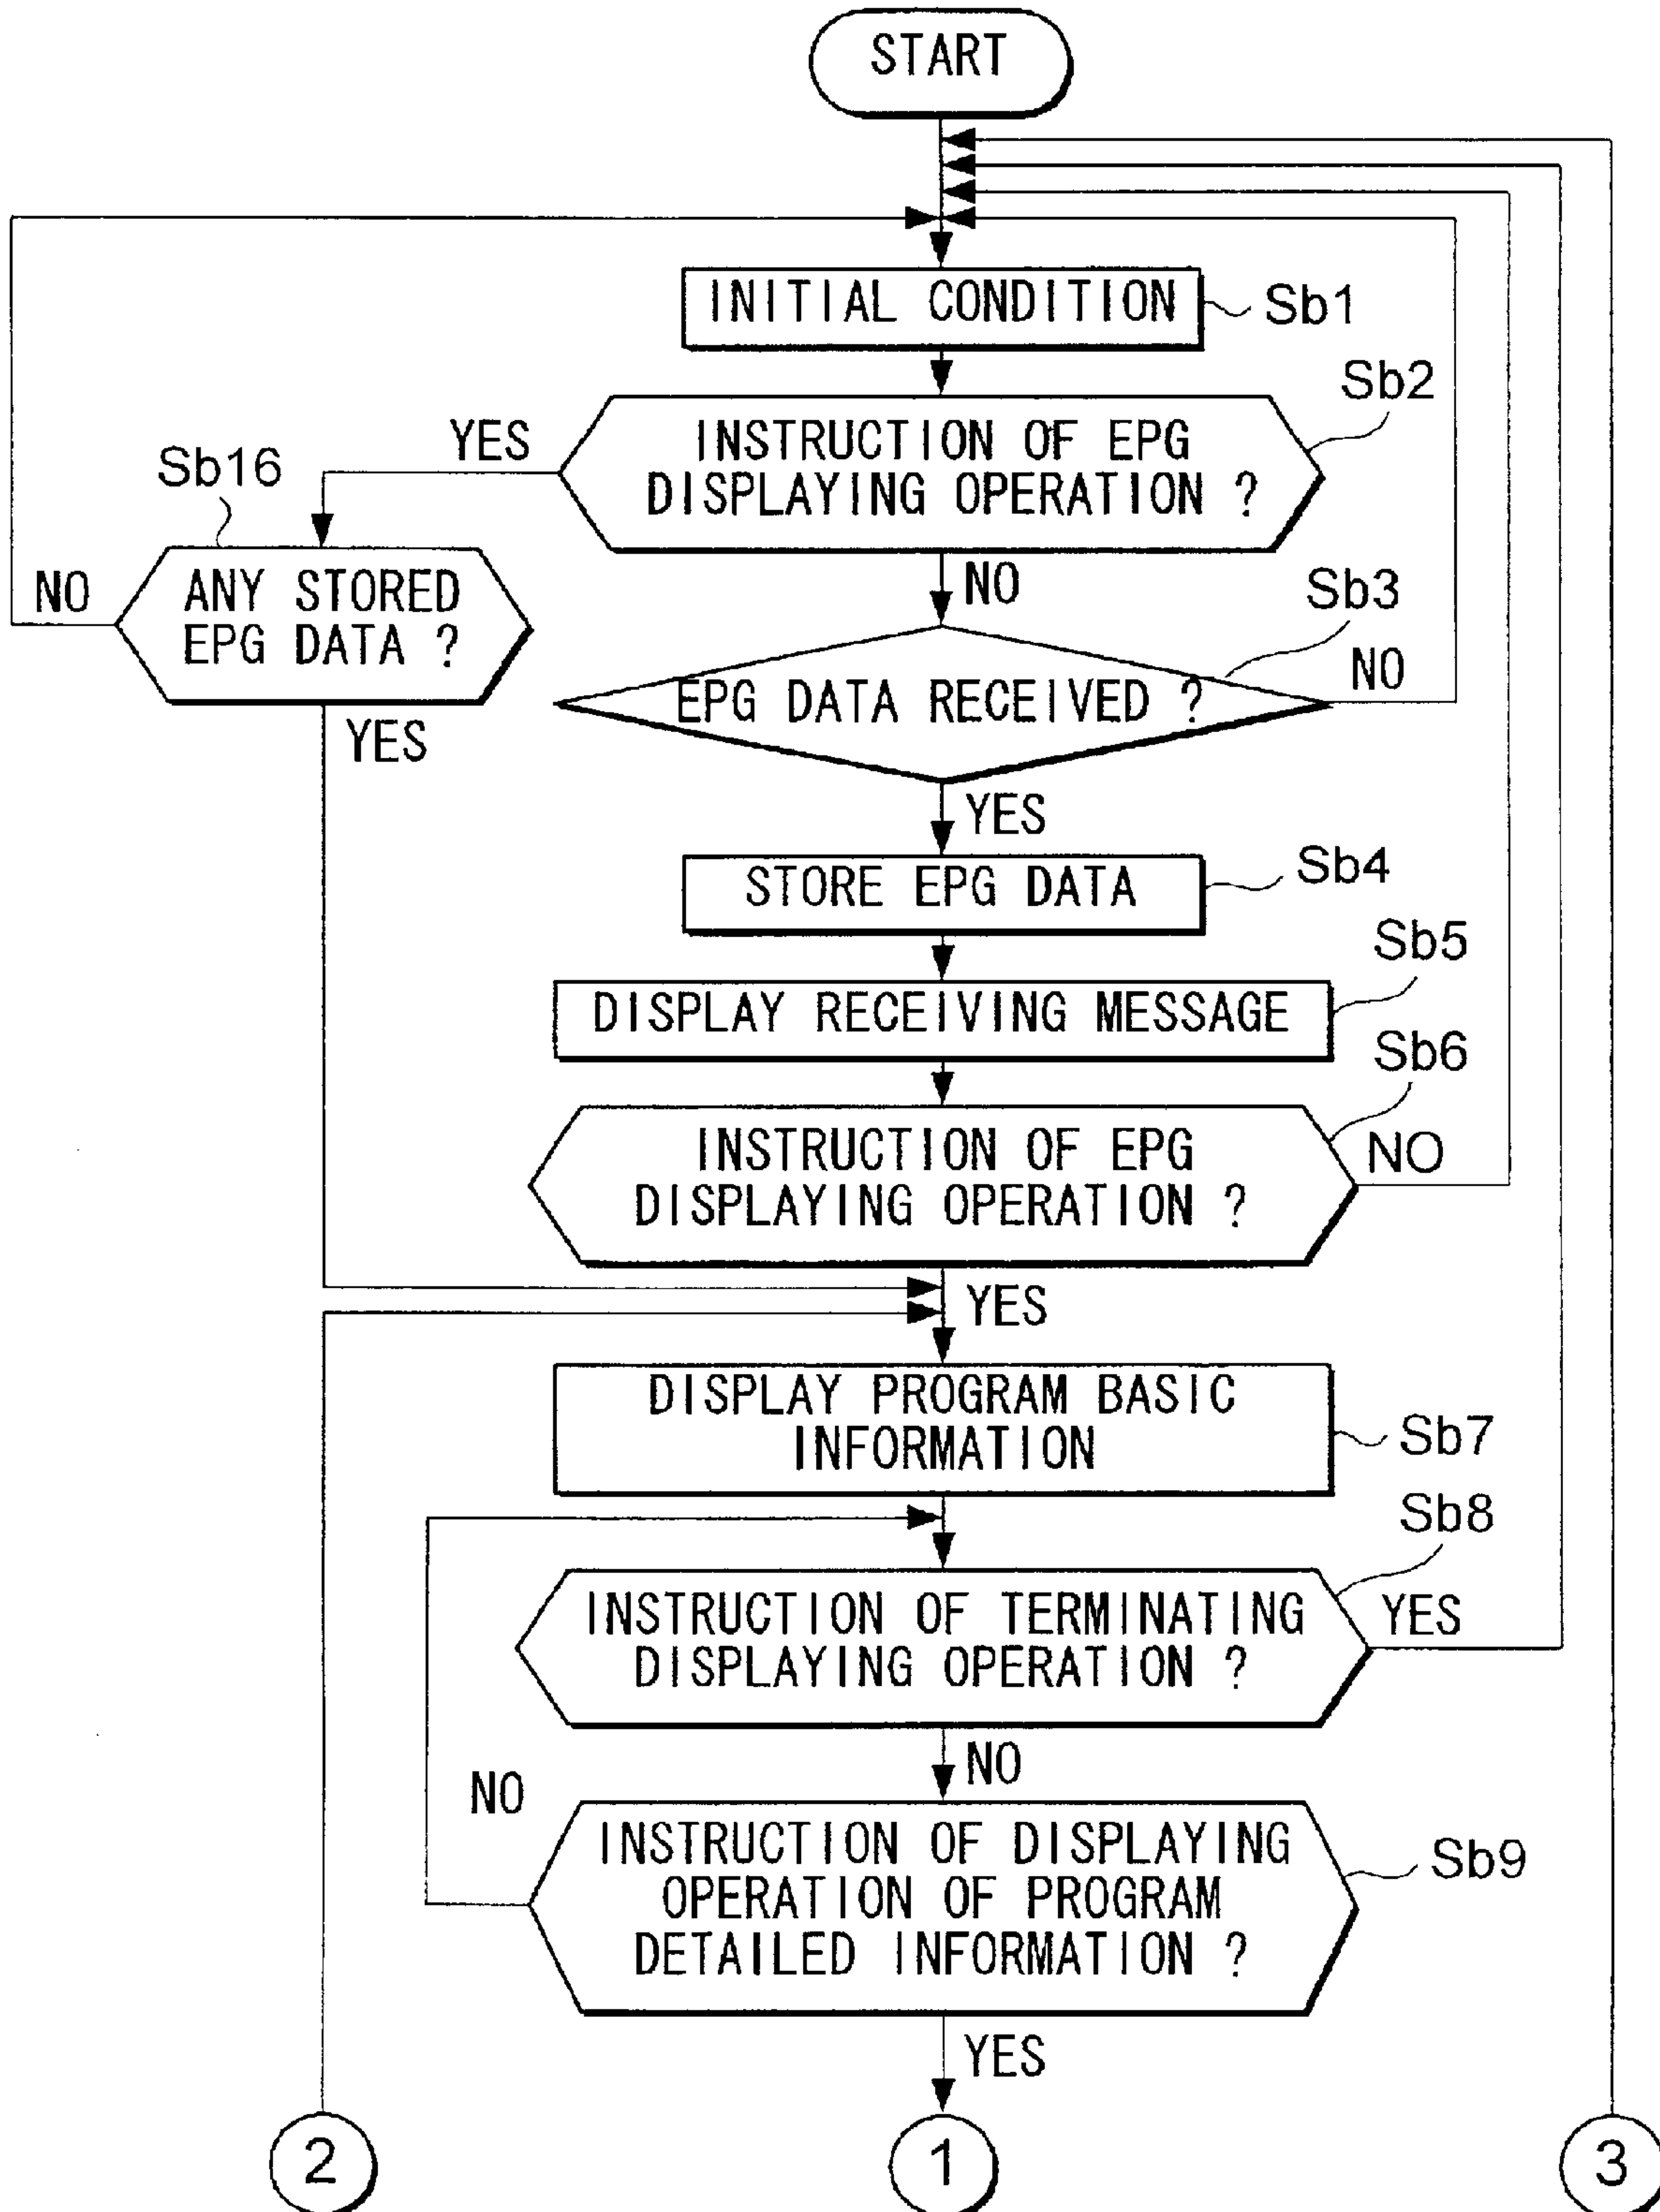 START
INITIAL CONDITION
Sb1
Sb2
YES
INSTRUCTION OF EPG
DISPLAYING OPERATION ?
Sb16
NO
Sb3
NO
ANY STORED
EPG DATA ?
NO
EPG DATA RECEIVED ?
YES
YES
STORE EPG DATA
Sb4
Sb5
DISPLAY RECEIVING MESSAGE
Sb6
INSTRUCTION OF EPG
DISPLAYING OPERATION ?
NO
YES
DISPLAY PROGRAM BASIC
INFORMATION
Sb7
Sb8
INSTRUCTION OF TERMINATING
DISPLAYING OPERATION ?
YES
NO
NO
INSTRUCTION OF DISPLAYING
OPERATION OF PROGRAM
DETAILED INFORMATION ?
Sb9
YES
2
1
3